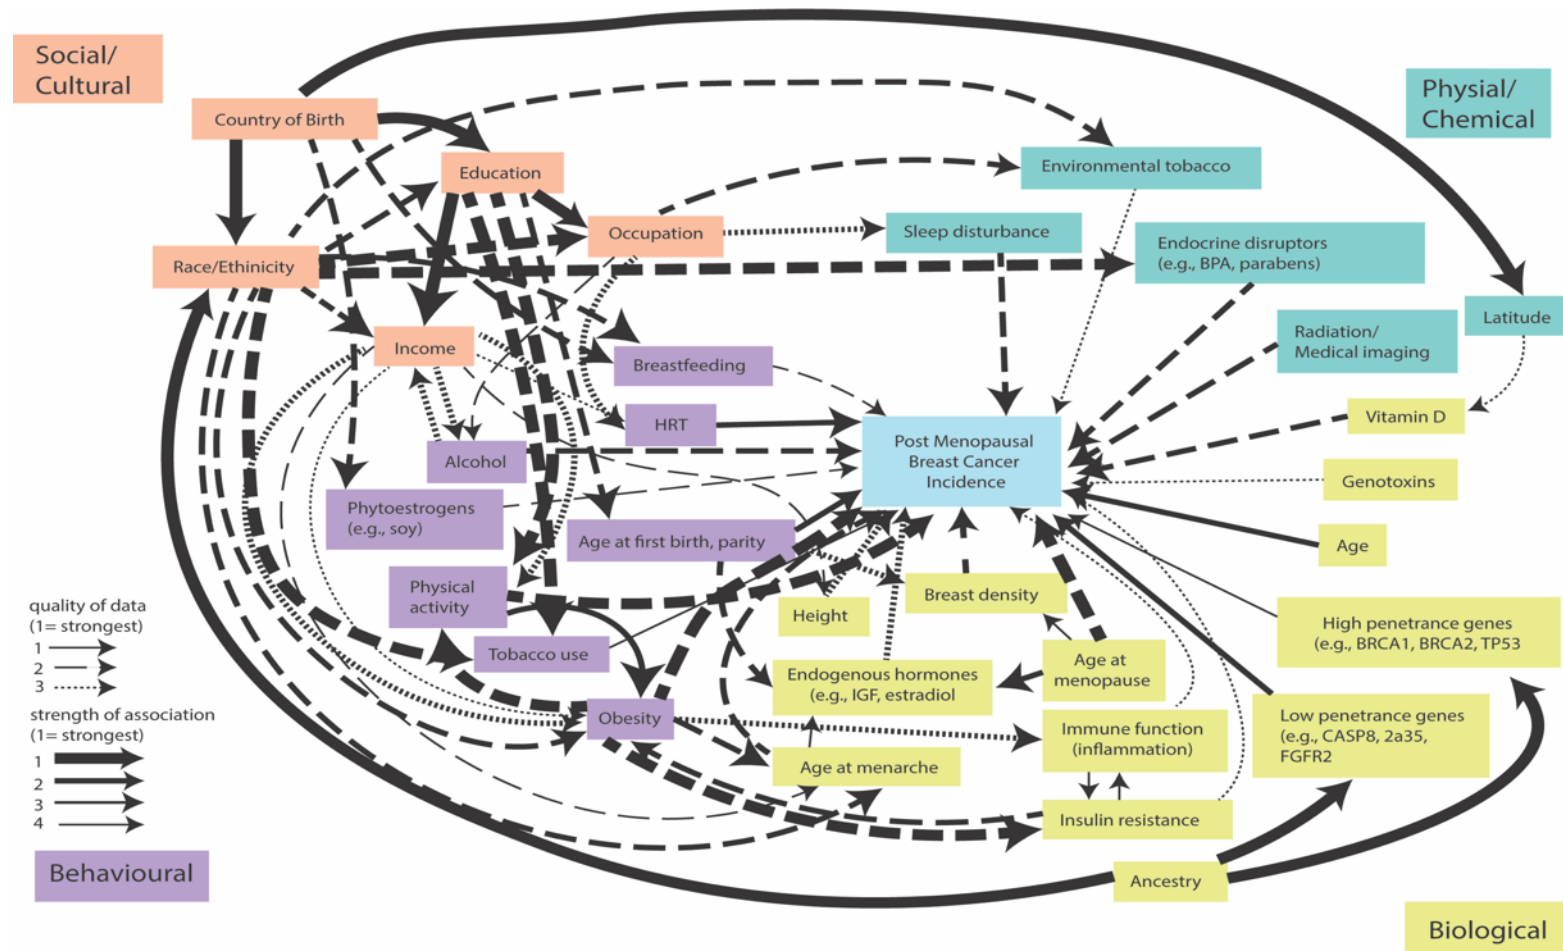 Social/
Cultural
Physial/
Chemical
Country of Birth
Education
Environmental tobacco
Occupation
Sleep disturbance
Endocrine disruptors
(e.g., BPA, parabens)
Race/Ethinicity
Latitude
Radiation/
Medical imaging
Income
Breastfeeding
Vitamin D
HRT
Post Menopausal
Breast Cancer
Incidence
Alcohol
Genotoxins
Phytoestrogens
(e.g., soy)
Age at first birth, parity
Age
Physical
activity
Breast density
Height
quality of data
(1= strongest)
1
2
3
High penetrance genes
(e.g., BRCA1, BRCA2, TP53
Tobacco use
Endogenous hormones
(e.g., IGF, estradiol
Age at
menopause
strength of association
(1= strongest)
1
2
3
4
Obesity
Immune function
(inflammation)
Low penetrance genes
(e.g., CASP8, 2a35,
FGFR2
Age at menarche
Insulin resistance
Behavioural
Ancestry
Biological